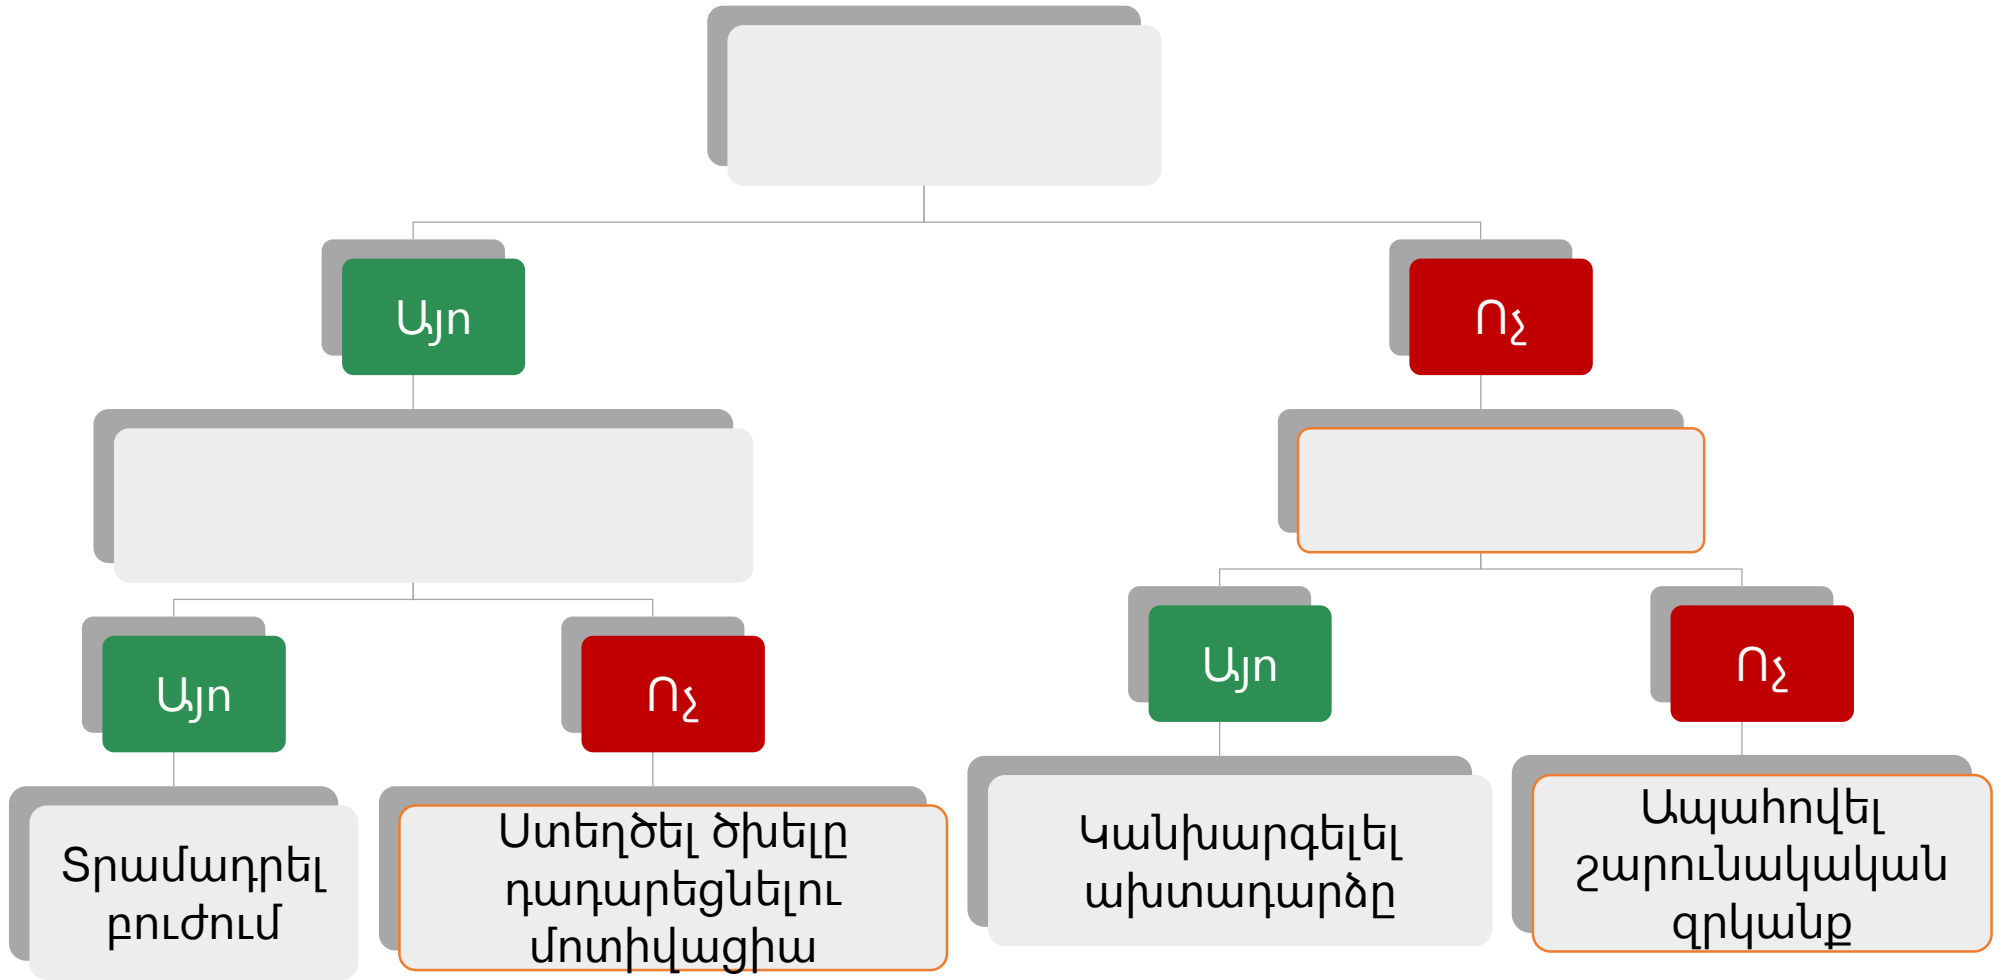 Այո
Ոչ
Այո
Ոչ
Այո
Ոչ
Տրամադրել
բուժում
Ստեղծել ծխելը
դադարեցնելու
մոտիվացիա
Կանխարգելել
ախտադարձը
Ապահովել
շարունակական
զրկանք